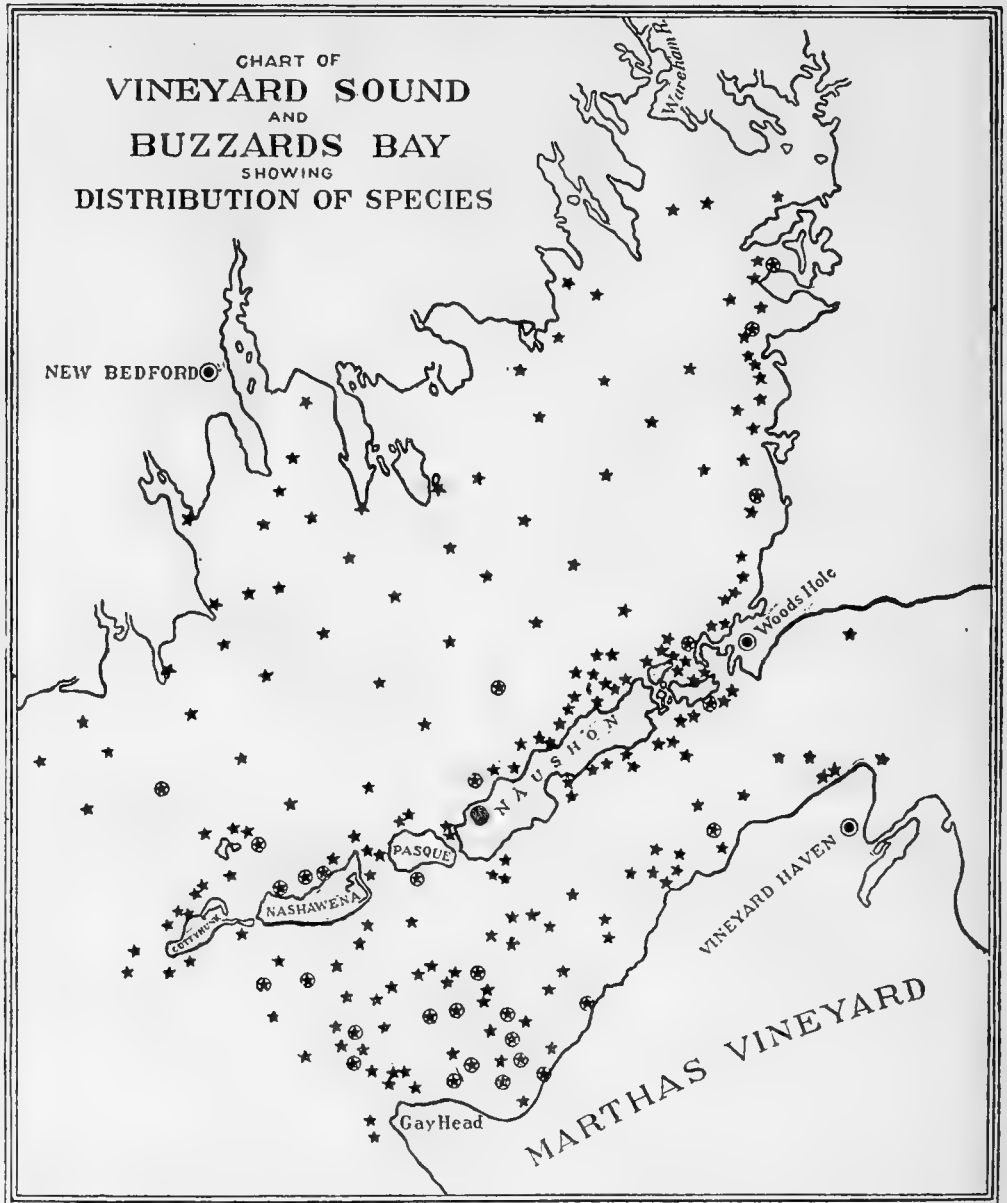 CHART OF
VINEYARD SOUND
AND
BUZZARDS BAY
SHOWING
DISTRIBUTION OF SPECIES
Wareham R.
NEW BEDFORD
Woods Hole
NAUSHON
PASQUE
NASHAWENA
CUTTYHUNK
VINEYARD HAVEN
MARTHAS VINEYARD
Gay Head